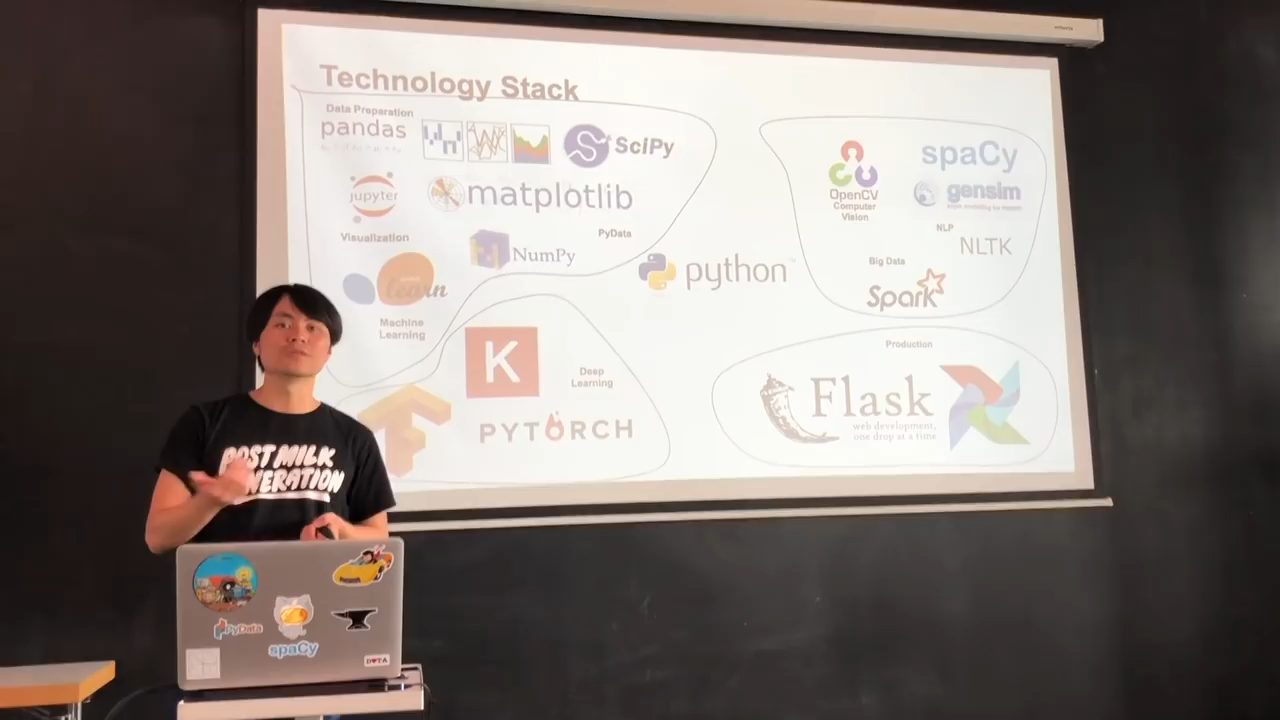 Technology Stack
Data Preparation
pandas
SciPy
jupyter
matplotlib
Visualization
PyData
NumPy
learn
Machine
Learning
python
OpenCV
Computer
Vision
spaCy
gensim
NLP
NLTK
Big Data
Spark
K
Deep
Learning
PYTORCH
Production
Flask
web development,
one drop at a time
POST MILK
GENERATION
PyData
spaCy